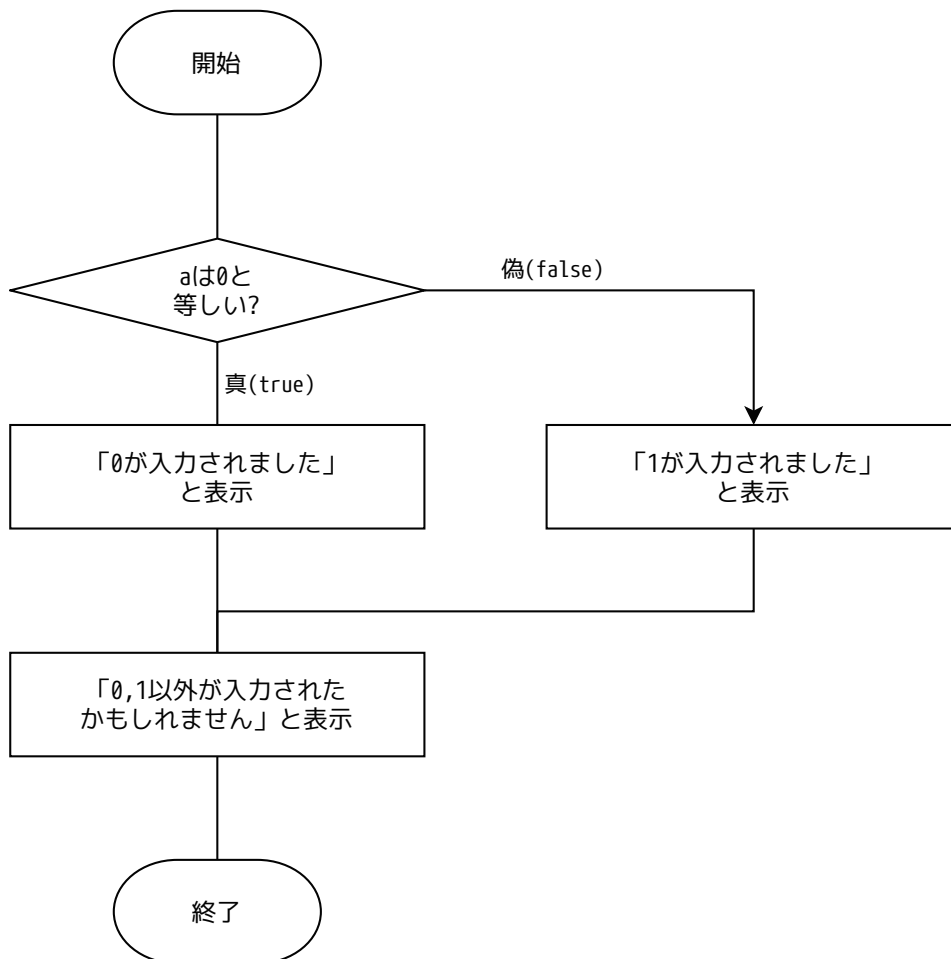 開始
aは0と
等しい?
偽(false)
真(true)
「0が入力されました」
と表示
「1が入力されました」
と表示
「0,1以外が入力された
かもしれません」と表示
終了